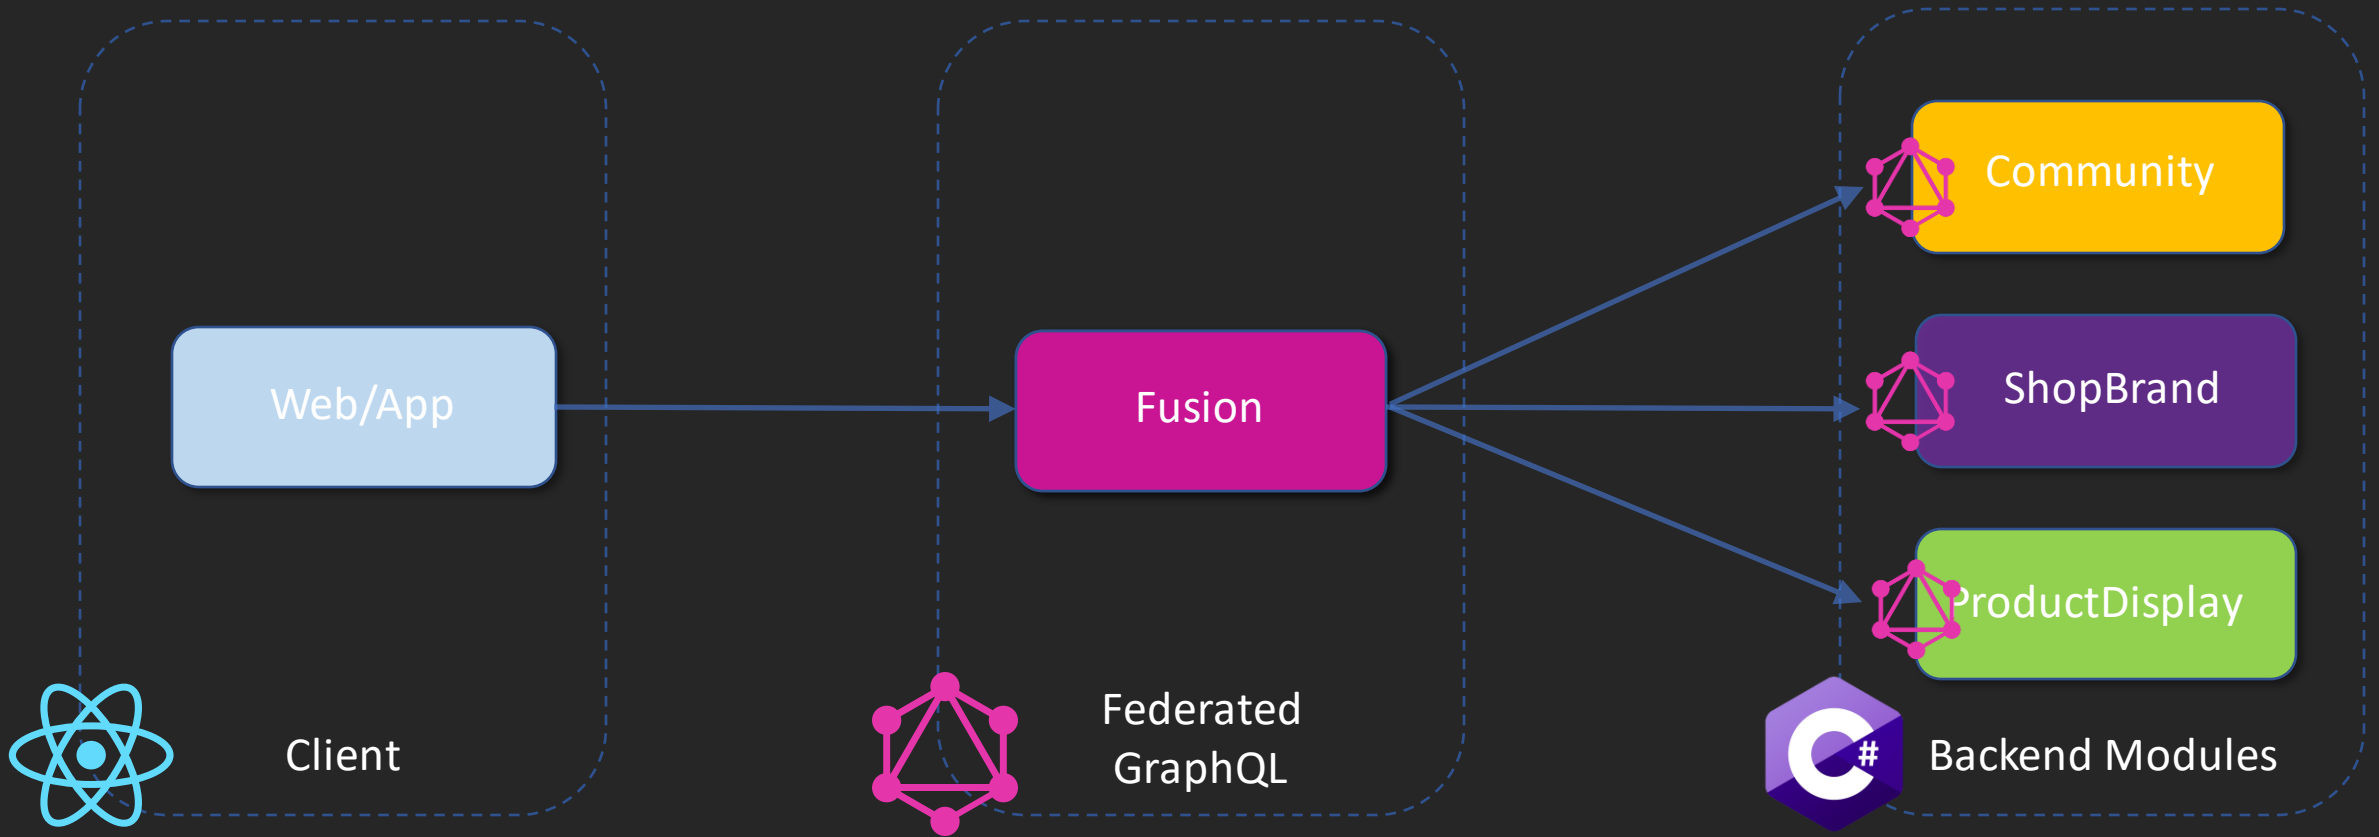 Web/App
Client
Fusion
Federated
GraphQL
Community
ShopBrand
ProductDisplay
C#
Backend Modules